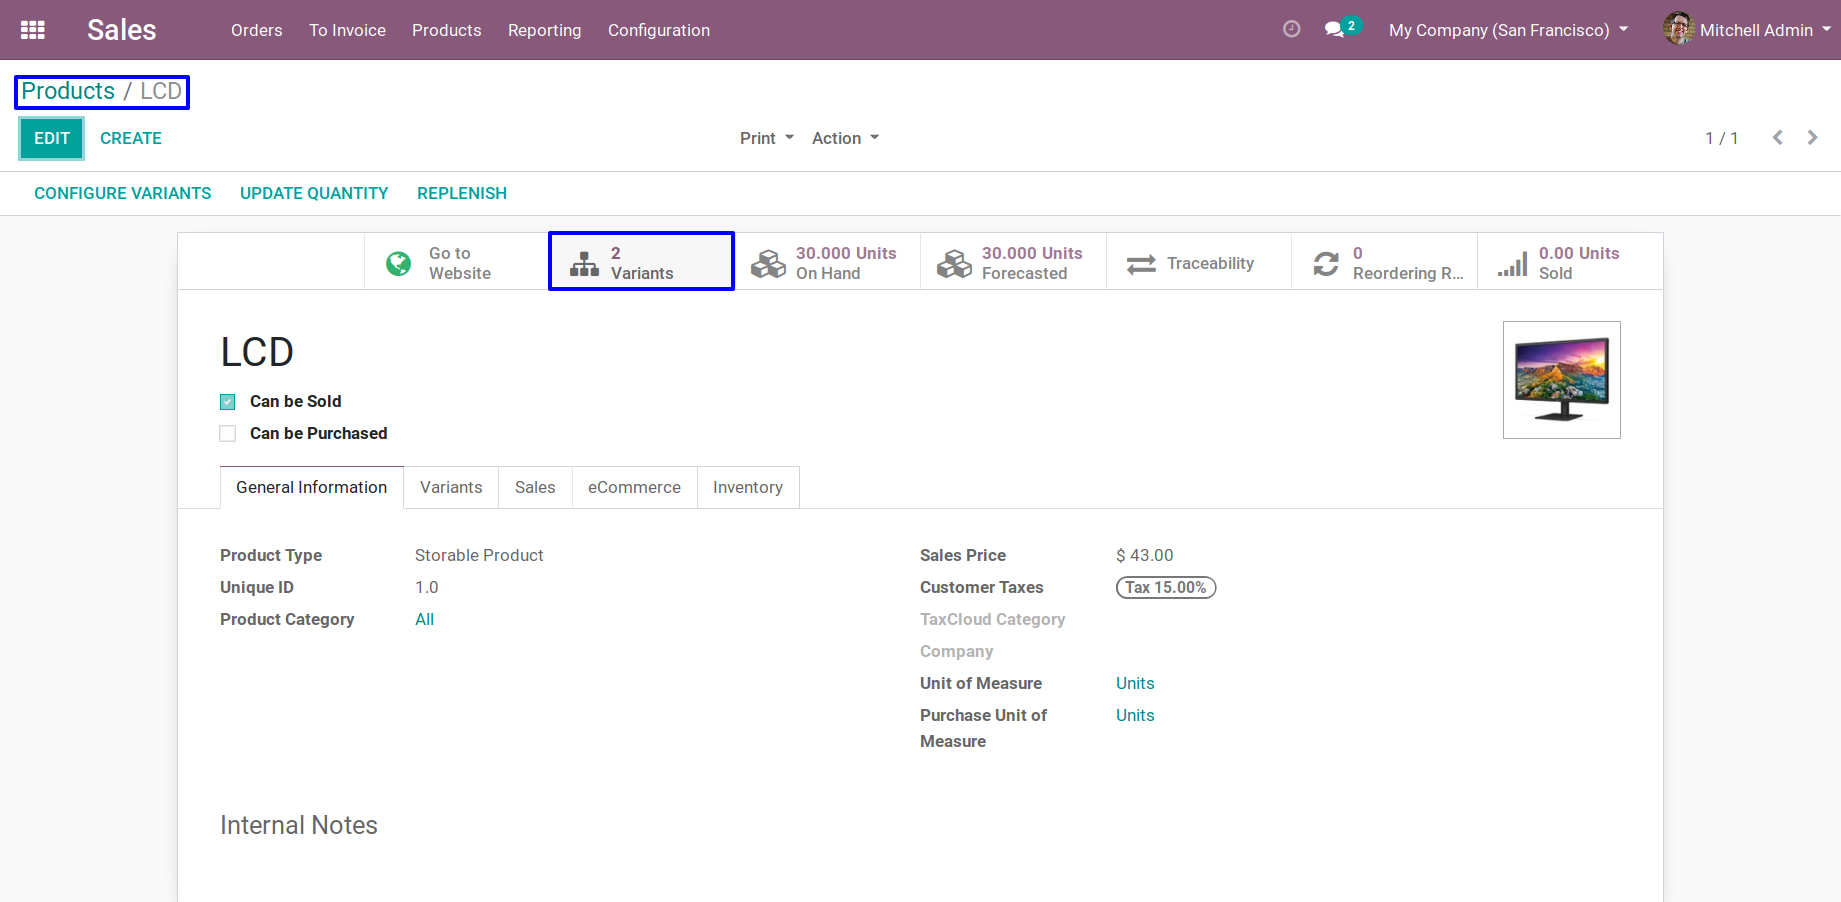 Sales Orders To Invoice Products Reporting Configuration 2 My Company (San Francisco) Mitchell Admin
Products / LCD
EDIT CREATE Print Action 1 / 1
CONFIGURE VARIANTS UPDATE QUANTITY REPLENISH
Go to Website
2 Variants
30.000 Units On Hand
30.000 Units Forecasted
Traceability
0 Reordering R...
0.00 Units Sold
LCD
Can be Sold
Can be Purchased
General Information Variants Sales eCommerce Inventory
Product Type Storable Product
Unique ID 1.0
Product Category All
Sales Price $ 43.00
Customer Taxes Tax 15.00%
TaxCloud Category
Company
Unit of Measure Units
Purchase Unit of Measure Units
Internal Notes